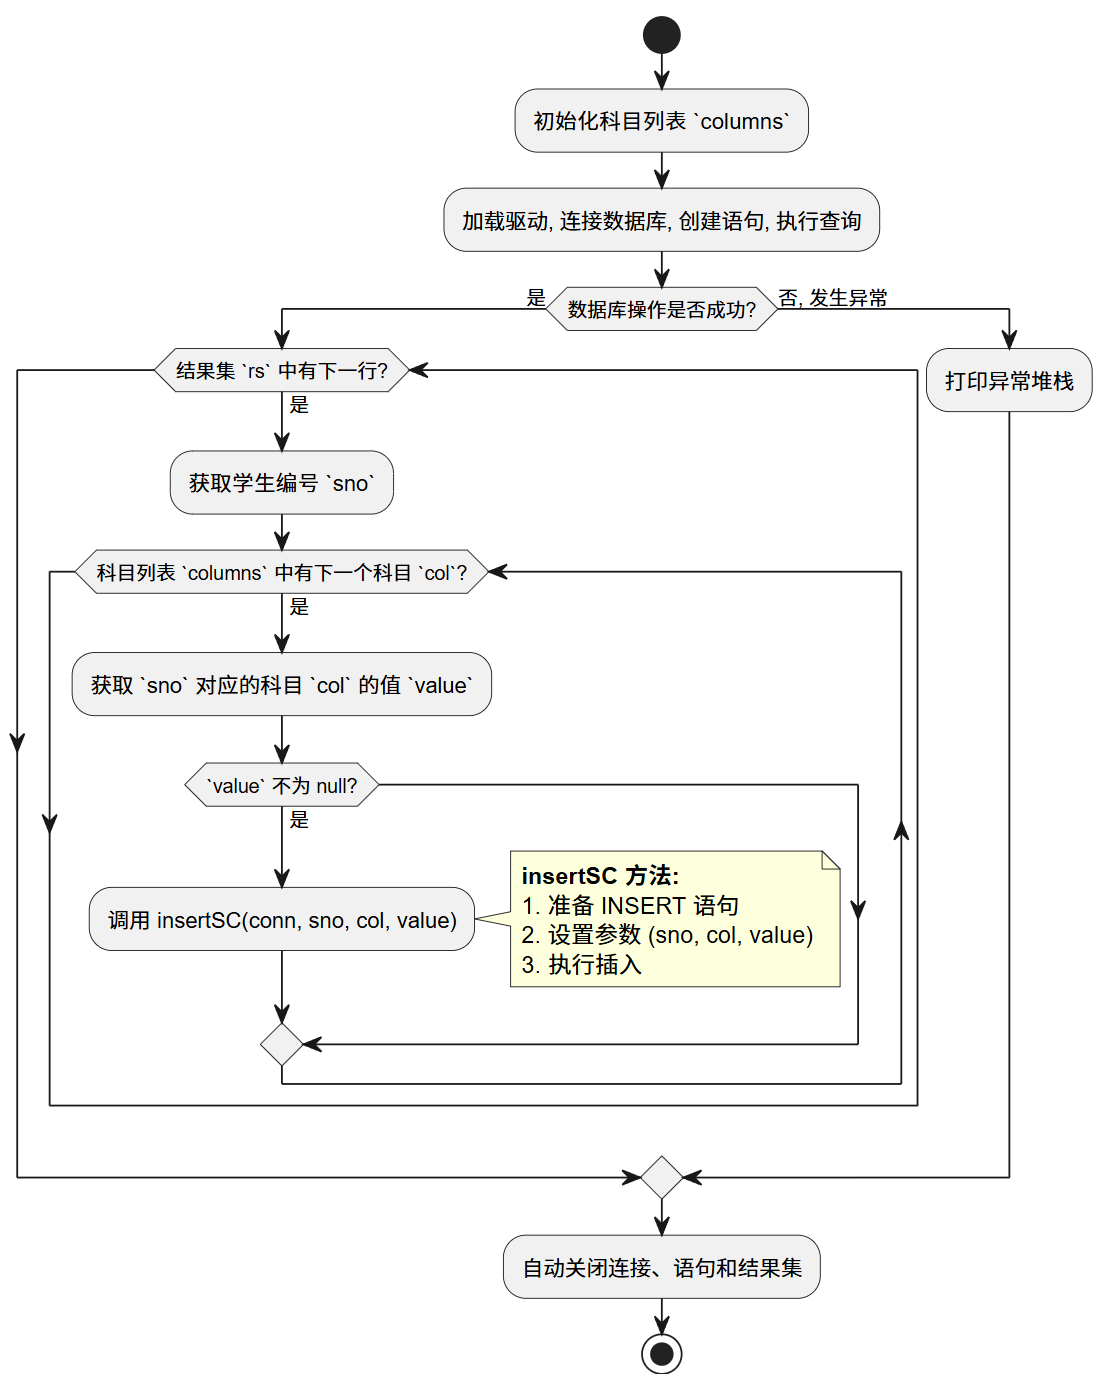 初始化科目列表 `columns`
加载驱动, 连接数据库, 创建语句, 执行查询
是
数据库操作是否成功?
否, 发生异常
结果集 `rs` 中有下一行?
打印异常堆栈
是
获取学生编号 `sno`
科目列表 `columns` 中有下一个科目 `col`?
是
获取 `sno` 对应的科目 `col` 的值 `value`
`value` 不为 null?
是
调用 insertSC(conn, sno, col, value)
insertSC 方法:
1. 准备 INSERT 语句
2. 设置参数 (sno, col, value)
3. 执行插入
自动关闭连接、语句和结果集